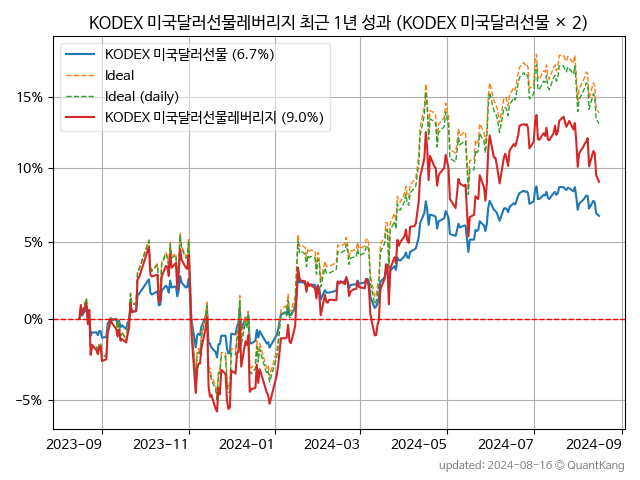 KODEX 미국달러선물레버리지 최근 1년 성과 (KODEX 미국달러선물 × 2)
KODEX 미국달러선물 (6.7%)
Ideal
Ideal (daily)
KODEX 미국달러선물레버리지 (9.0%)
15%
10%
5%
0%
−5%
2023-09 2023-11 2024-01 2024-03 2024-05 2024-07 2024-09
updated: 2024-08-16 © QuantKang